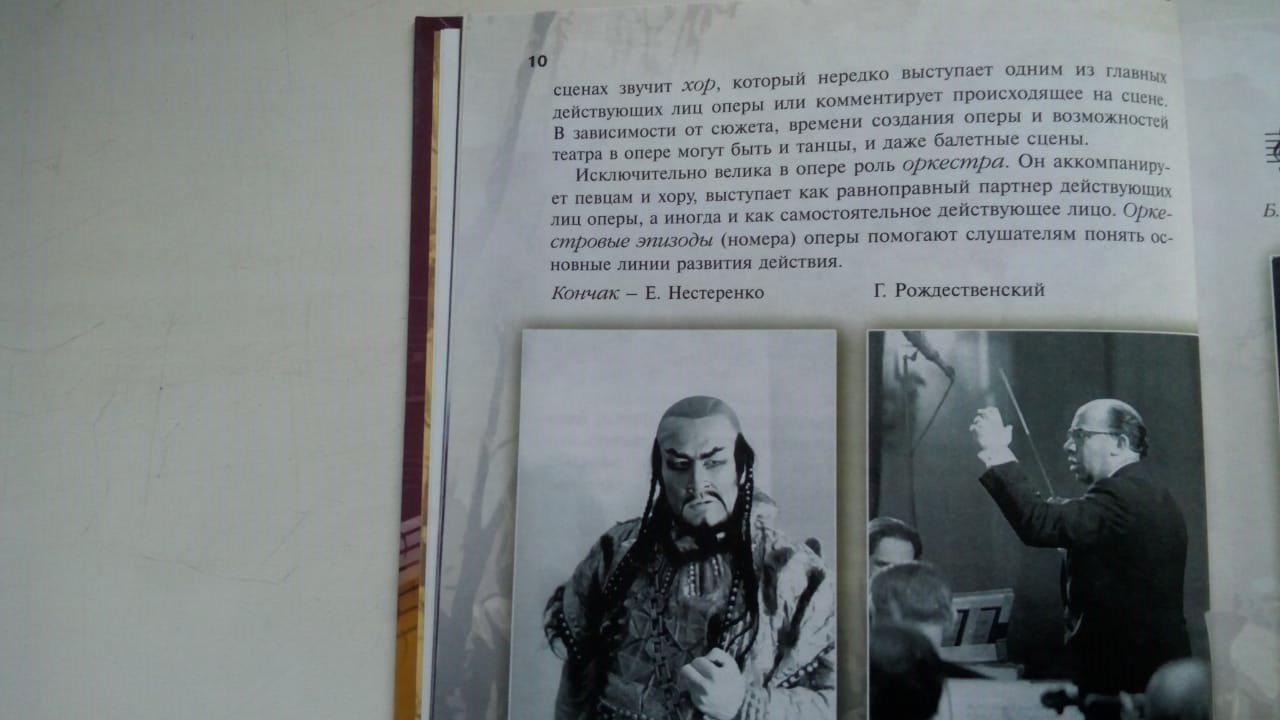 10
сценах звучит хор, который нередко выступает одним из главных
действующих лиц оперы или комментирует происходящее на сцене.
В зависимости от сюжета, времени создания оперы и возможностей
театра в опере могут быть и танцы, и даже балетные сцены.
Исключительно велика в опере роль оркестра. Он аккомпаниру-
ет певцам и хору, выступает как равноправный партнер действующих
лиц оперы, а иногда и как самостоятельное действующее лицо. Орке-
стровые эпизоды (номера) оперы помогают слушателям понять ос-
новные линии развития действия.
Кончак – Е. Нестеренко
Г. Рождественский